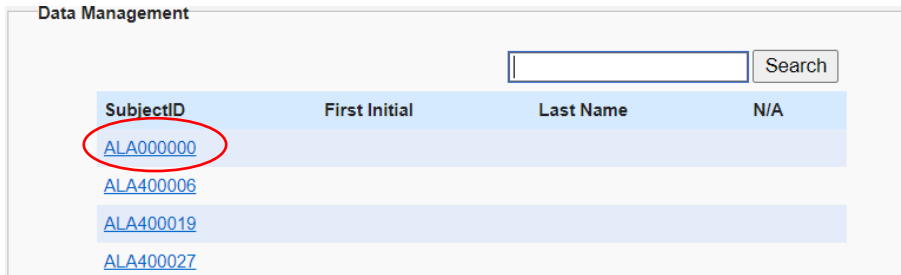 Data Management
Search
SubjectID First Initial Last Name N/A
ALA000000
ALA400006
ALA400019
ALA400027